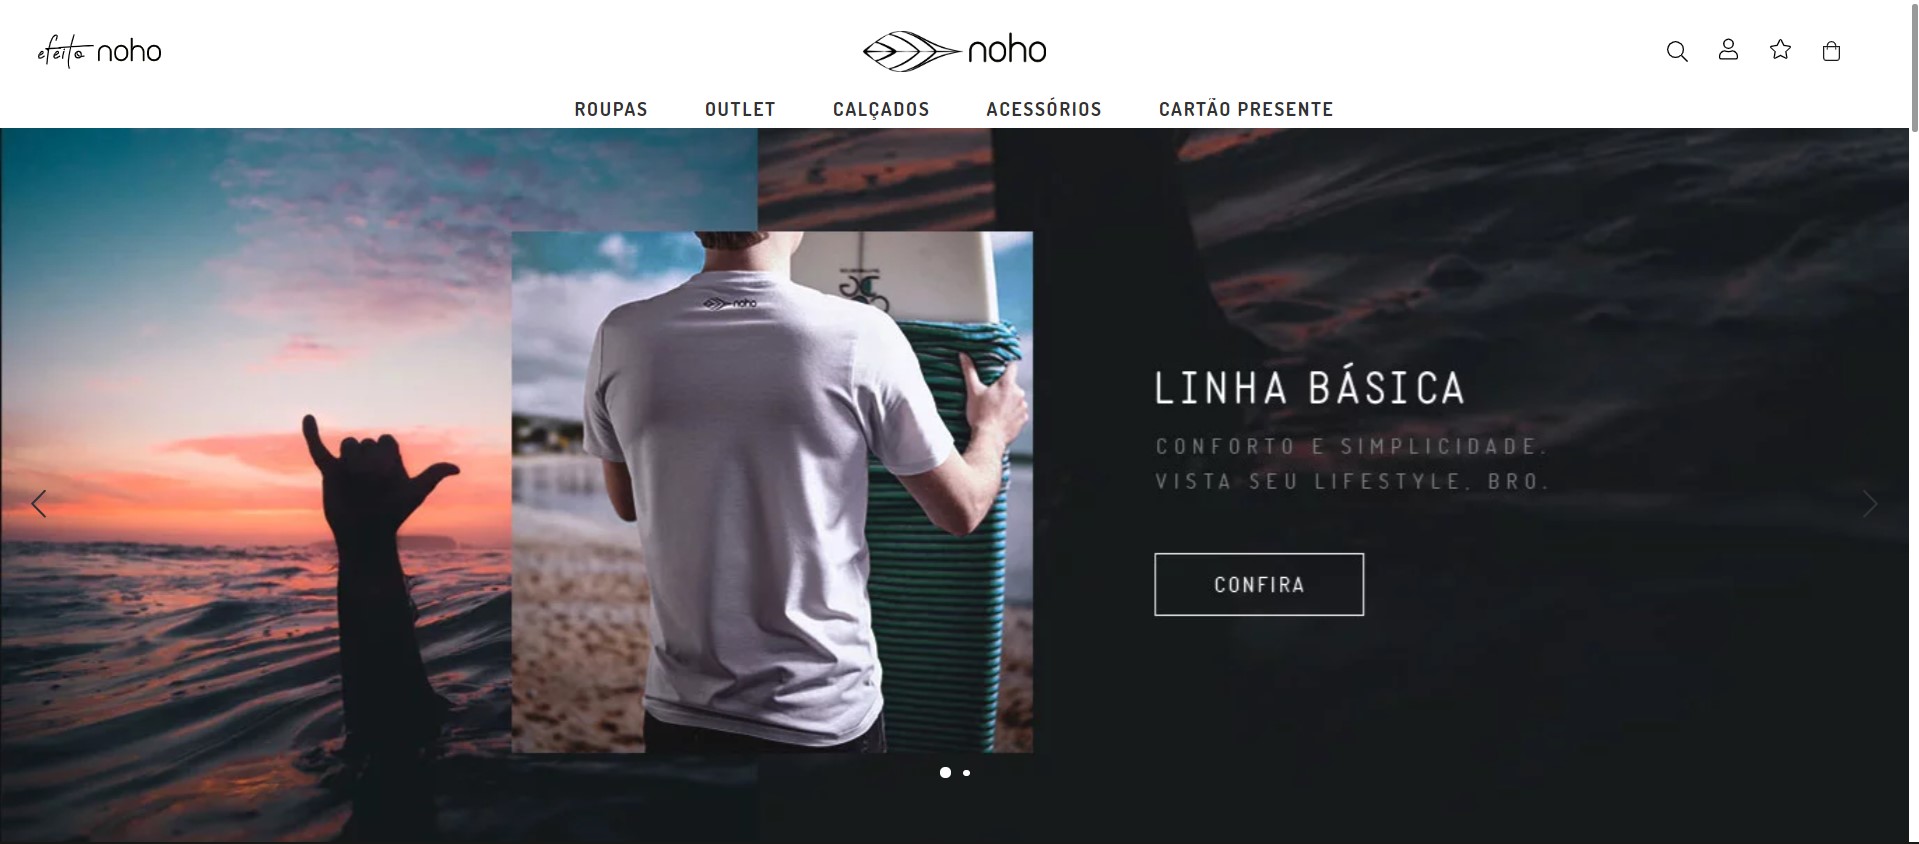 efeito noho
noho
ROUPAS OUTLET CALÇADOS ACESSÓRIOS CARTÃO PRESENTE
noho
LINHA BÁSICA
CONFORTO E SIMPLICIDADE.
VISTA SEU LIFESTYLE, BRO.
CONFIRA